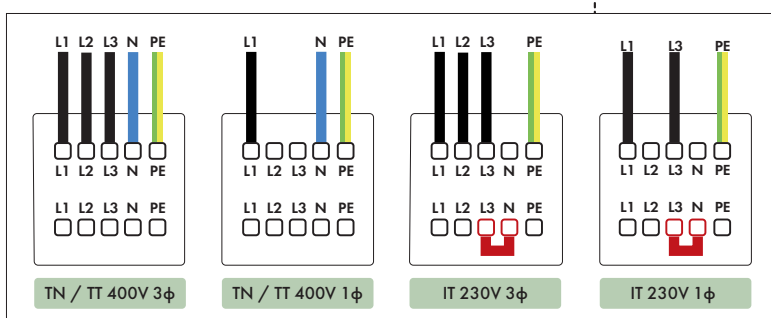 L1 L2 L3 N PE
L1 L2 L3 N PE
L1 L2 L3 N PE
TN / TT 400V 3ϕ
L1 N PE
L1 L2 L3 N PE
L1 L2 L3 N PE
TN / TT 400V 1ϕ
L1 L2 L3 PE
L1 L2 L3 N PE
L1 L2 L3 N PE
IT 230V 3ϕ
L1 L3 PE
L1 L2 L3 N PE
L1 L2 L3 N PE
IT 230V 1ϕ